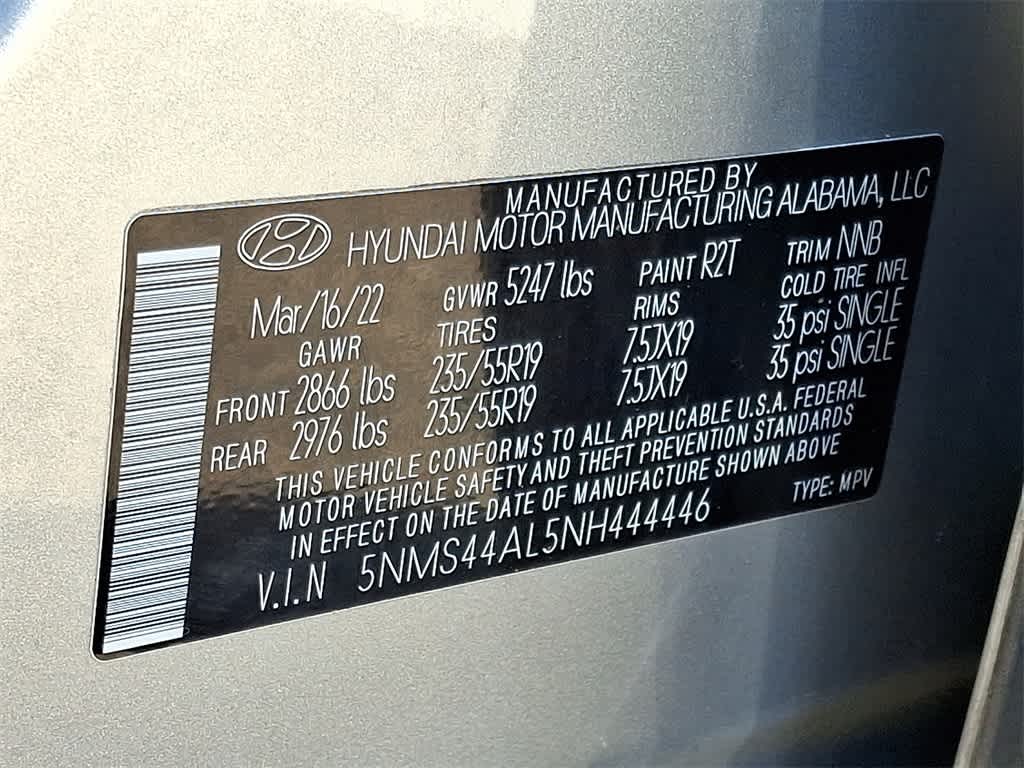 MANUFACTURED BY
HYUNDAI MOTOR MANUFACTURING ALABAMA, LLC
Mar/16/22 GVWR 5247 lbs PAINT R2T TRIM NNB
GAWR TIRES RIMS COLD TIRE INFL
FRONT 2866 lbs 235/55R19 7.5JX19 35 psi SINGLE
REAR 2976 lbs 235/55R19 7.5JX19 35 psi SINGLE
THIS VEHICLE CONFORMS TO ALL APPLICABLE U.S.A. FEDERAL
MOTOR VEHICLE SAFETY AND THEFT PREVENTION STANDARDS
IN EFFECT ON THE DATE OF MANUFACTURE SHOWN ABOVE
V.I.N 5NMS44AL5NH444446 TYPE: MPV